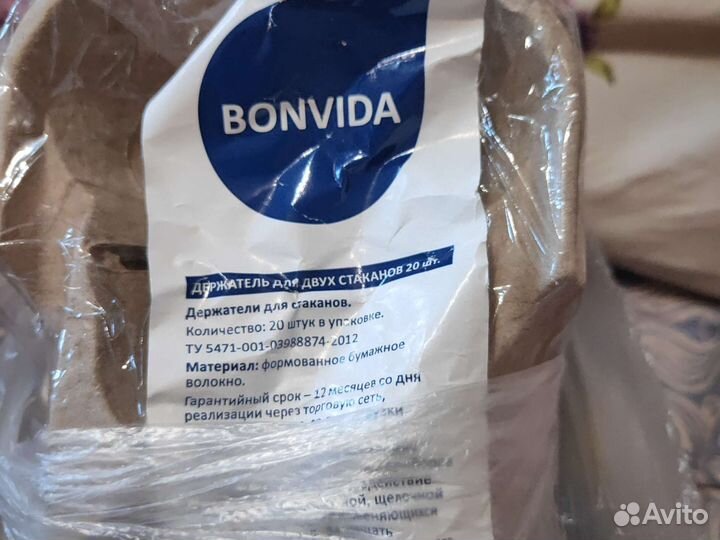 BONVIDA
ДЕРЖАТЕЛЬ ДЛЯ ДВУХ СТАКАНОВ 20 шт.
Держатели для стаканов.
Количество: 20 штук в упаковке.
ТУ 5471-001-03988874-2012
Материал: формованное бумажное
волокно.
Гарантийный срок – 12 месяцев со дня
реализации через торговую сеть,
щелочной
Avito